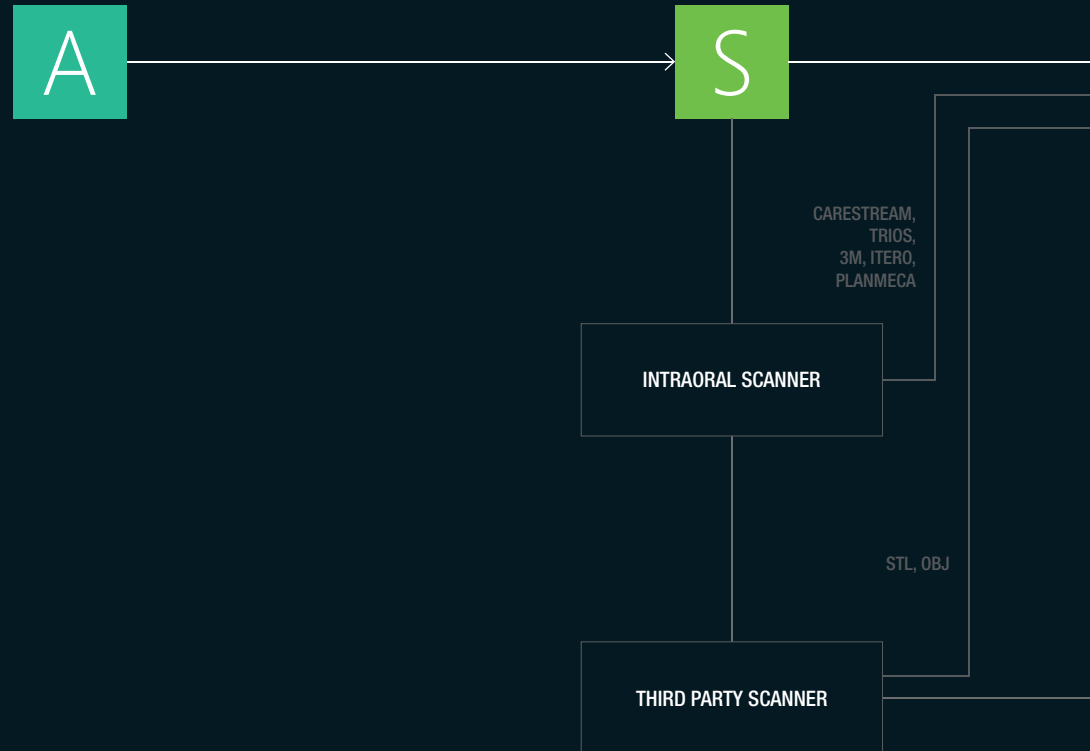 A
S
CARESTREAM,
TRIOS,
3M, ITERO,
PLANMECA
INTRAORAL SCANNER
STL, OBJ
THIRD PARTY SCANNER